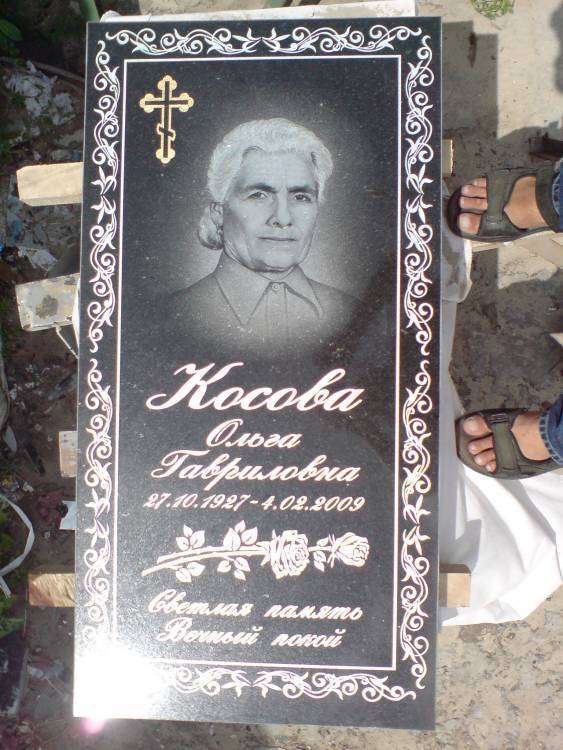 Косова
Ольга
Гавриловна
27.10.1927-4.02.2009
Светлая память
Вечный покой